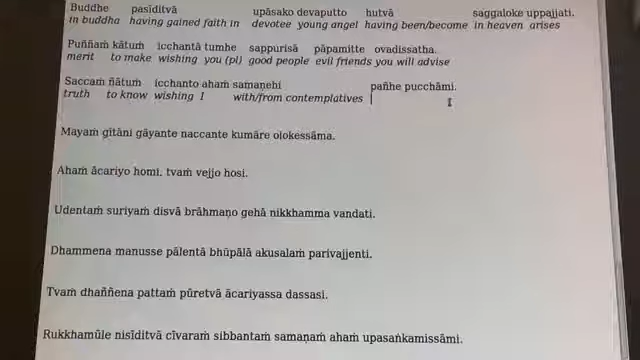 Buddhe pasīditvā upāsako devaputto hutvā saggaloke uppajjati.
in buddha having gained faith in devotee young angel having been/become in heaven arises
Puññaṁ kātuṁ icchantā tumhe sappurisā pāpamitte ovadissatha.
merit to make wishing you (pl) good people evil friends you will advise
Saccaṁ ñātuṁ icchanto ahaṁ samaṇehi pañhe pucchāmi.
truth to know wishing I with/from contemplatives
Mayaṁ gītāni gāyante naccante kumāre olokessāma.
Ahaṁ ācariyo homi, tvaṁ vejjo hosi.
Udentaṁ suriyaṁ disvā brāhmaṇo gehā nikkhamma vandati.
Dhammena manusse pālentā bhūpālā akusalaṁ parivajjenti.
Tvaṁ dhaññena pattaṁ pūretvā ācariyassa dassasi.
Rukkhamūle nisīditvā cīvaraṁ sibbantaṁ samaṇaṁ ahaṁ upasaṅkamissāmi.